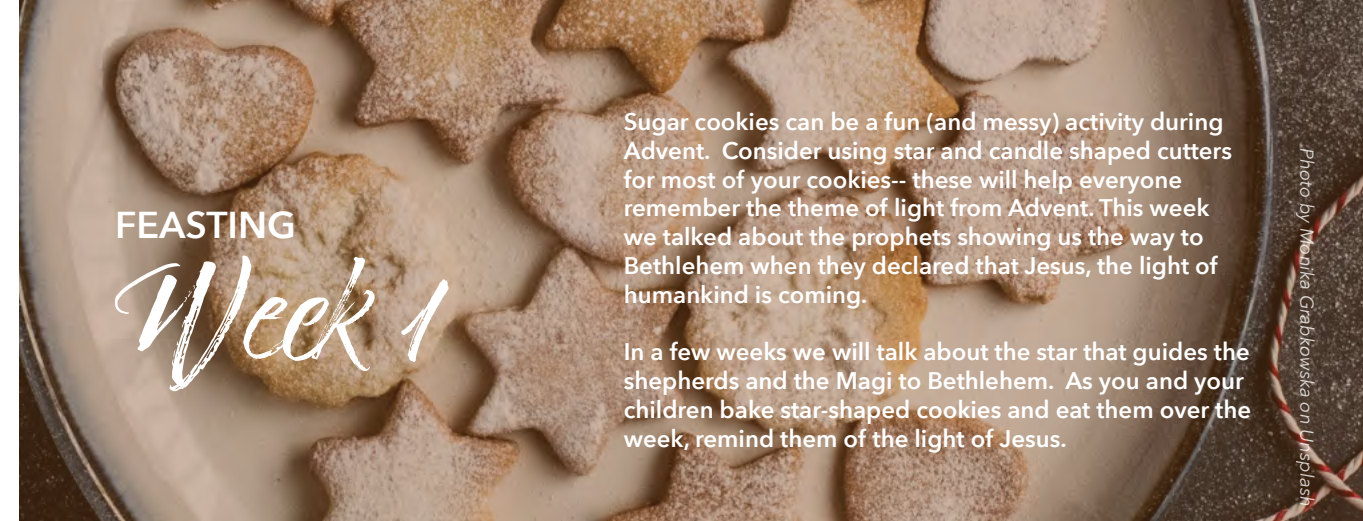 FEASTING
Week 1
Sugar cookies can be a fun (and messy) activity during
Advent.  Consider using star and candle shaped cutters
for most of your cookies-- these will help everyone
remember the theme of light from Advent. This week
we talked about the prophets showing us the way to
Bethlehem when they declared that Jesus, the light of
humankind is coming.
In a few weeks we will talk about the star that guides the
shepherds and the Magi to Bethlehem.  As you and your
children bake star-shaped cookies and eat them over the
week, remind them of the light of Jesus.
Photo by Monika Grabkowska on Unsplash